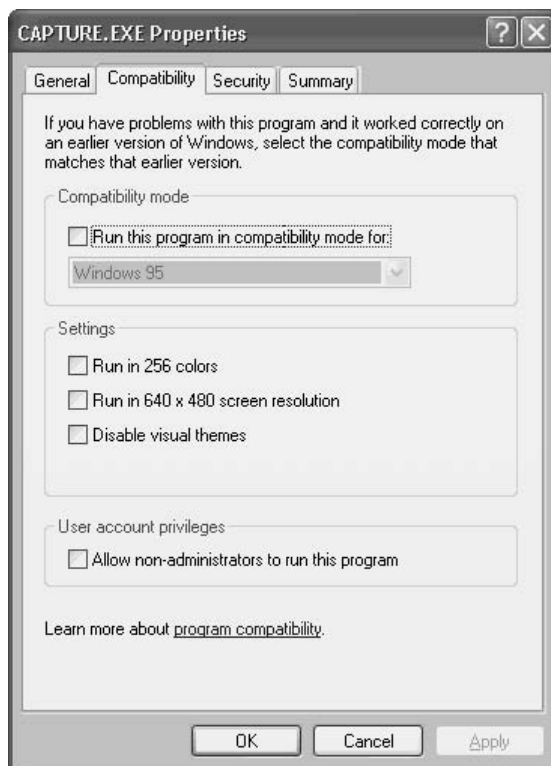 CAPTURE.EXE Properties
General Compatibility Security Summary
If you have problems with this program and it worked correctly on
an earlier version of Windows, select the compatibility mode that
matches that earlier version.
Compatibility mode
Run this program in compatibility mode for:
Windows 95
Settings
Run in 256 colors
Run in 640 x 480 screen resolution
Disable visual themes
User account privileges
Allow non-administrators to run this program
Learn more about program compatibility.
OK Cancel Apply